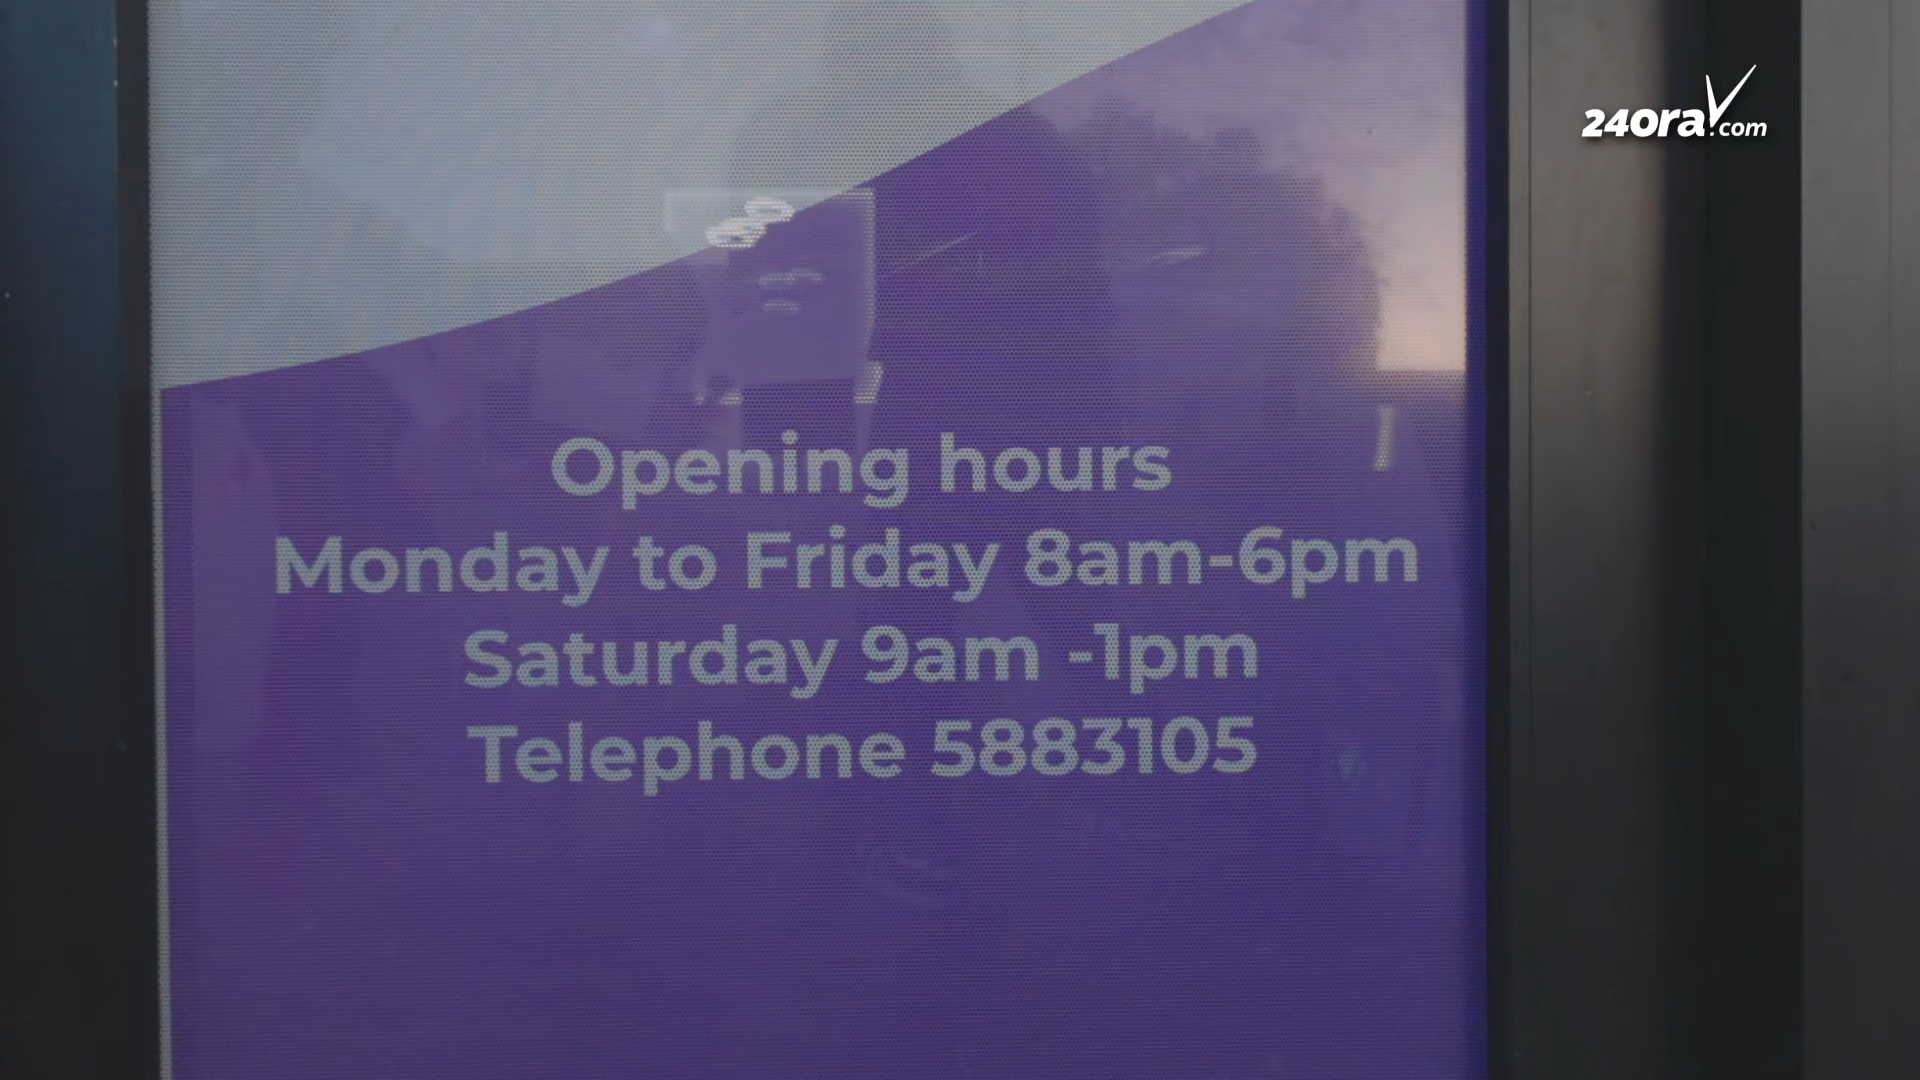 24ora.com
Opening hours
Monday to Friday 8am-6pm
Saturday 9am -1pm
Telephone 5883105